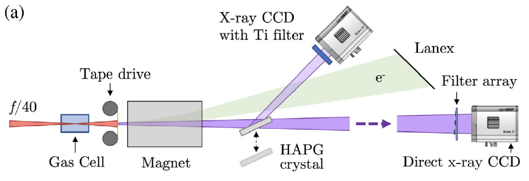 (a)
X-ray CCD
with Ti filter
Lanex
Tape drive
e-
Filter array
f/40
Gas Cell
Magnet
HAPG
crystal
Direct x-ray CCD